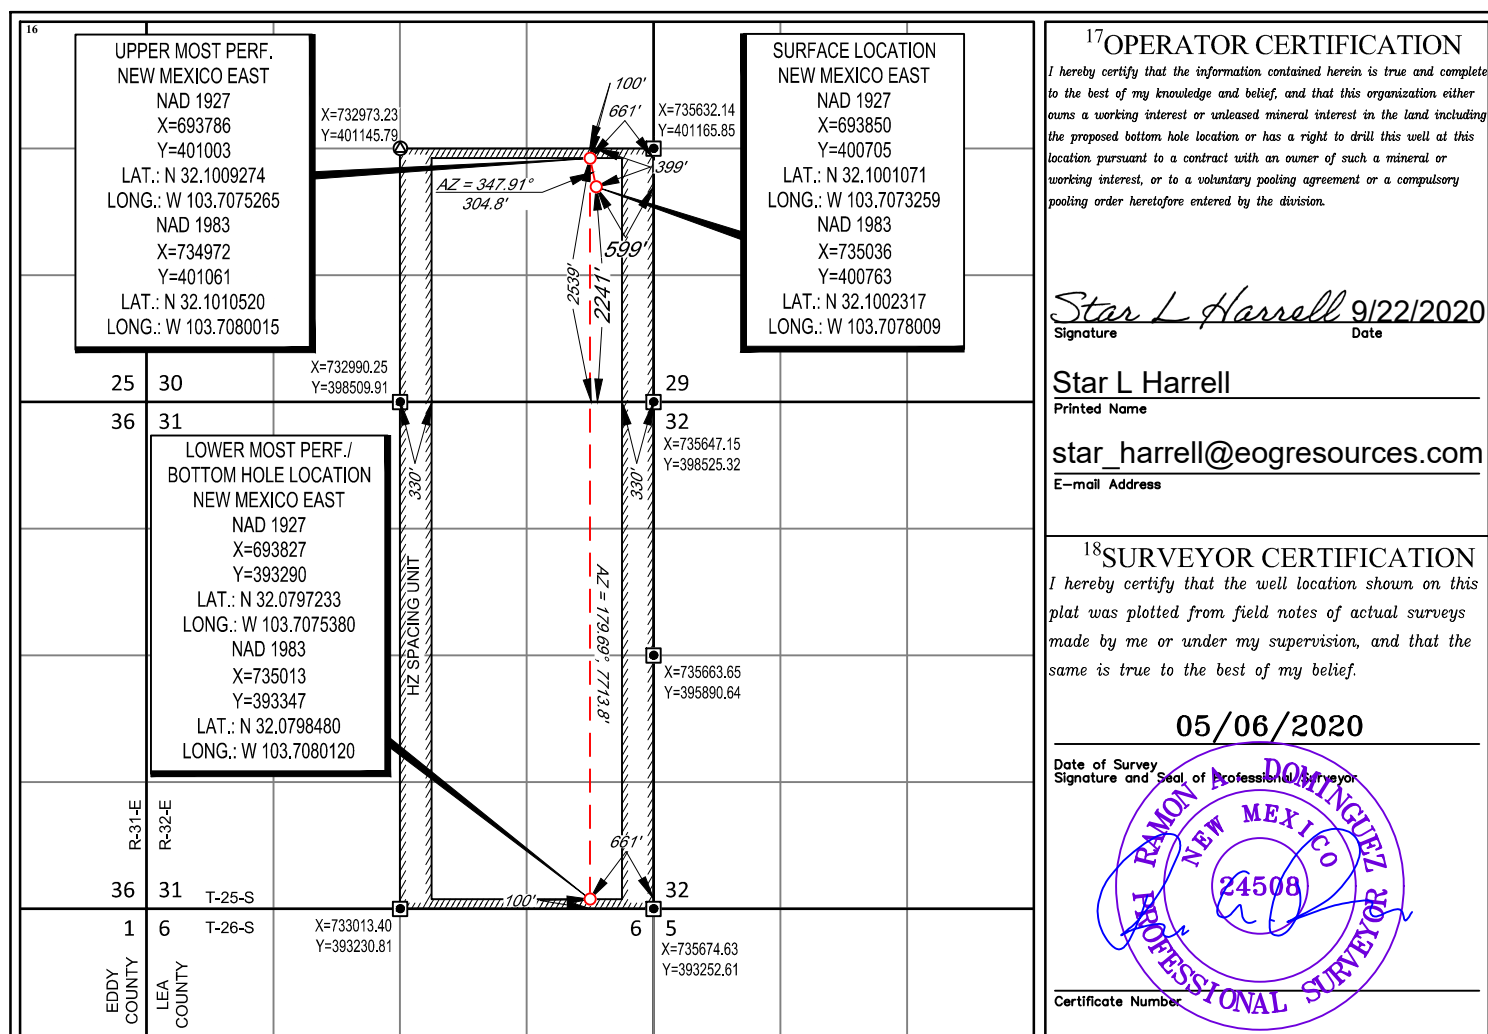 16
UPPER MOST PERF.
NEW MEXICO EAST
NAD 1927
X=693786
Y=401003
LAT.: N 32.1009274
LONG.: W 103.7075265
NAD 1983
X=734972
Y=401061
LAT.: N 32.1010520
LONG.: W 103.7080015
X=732973.23
Y=401145.79
100'
661'
X=735632.14
Y=401165.85
SURFACE LOCATION
NEW MEXICO EAST
NAD 1927
X=693850
Y=400705
LAT.: N 32.1001071
LONG.: W 103.7073259
NAD 1983
X=735036
Y=400763
LAT.: N 32.1002317
LONG.: W 103.7078009
AZ = 347.91°
304.8'
399'
599'
2539'
2241'
X=732990.25
Y=398509.91
25 30
29
36 31
32
X=735647.15
Y=398525.32
330'
330'
LOWER MOST PERF./
BOTTOM HOLE LOCATION
NEW MEXICO EAST
NAD 1927
X=693827
Y=393290
LAT.: N 32.0797233
LONG.: W 103.7075380
NAD 1983
X=735013
Y=393347
LAT.: N 32.0798480
LONG.: W 103.7080120
HZ SPACING UNIT
AZ = 179.69°, 7713.8'
X=735663.65
Y=395890.64
R-31-E
R-32-E
661'
100'
36 31 T-25-S
32
1 6 T-26-S
6 5
X=733013.40
Y=393230.81
X=735674.63
Y=393252.61
EDDY
COUNTY
LEA
COUNTY
17 OPERATOR CERTIFICATION
I hereby certify that the information contained herein is true and complete
to the best of my knowledge and belief, and that this organization either
owns a working interest or unleased mineral interest in the land including
the proposed bottom hole location or has a right to drill this well at this
location pursuant to a contract with an owner of such a mineral or
working interest, or to a voluntary pooling agreement or a compulsory
pooling order heretofore entered by the division.
Star L Harrell 9/22/2020
Signature Date
Star L Harrell
Printed Name
star_harrell@eogresources.com
E-mail Address
18 SURVEYOR CERTIFICATION
I hereby certify that the well location shown on this
plat was plotted from field notes of actual surveys
made by me or under my supervision, and that the
same is true to the best of my belief.
05/06/2020
Date of Survey
Signature and Seal of Professional Surveyor
RAMON A. DOMINGUEZ
NEW MEXICO
24508
PROFESSIONAL SURVEYOR
Certificate Number